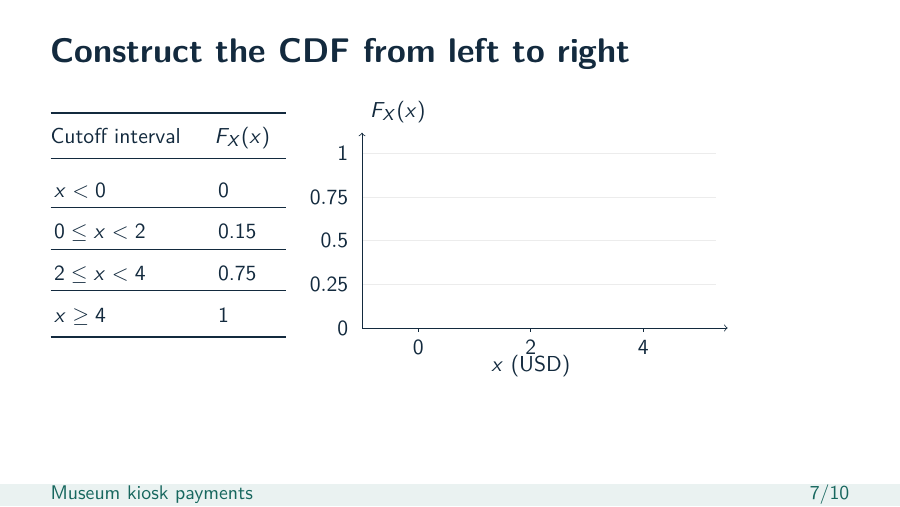 Construct the CDF from left to right
Cutoff interval F_X(x)
x < 0 0
0 ≤ x < 2 0.15
2 ≤ x < 4 0.75
x ≥ 4 1
F_X(x)
1
0.75
0.5
0.25
0
0 2 4
x (USD)
Museum kiosk payments 7/10